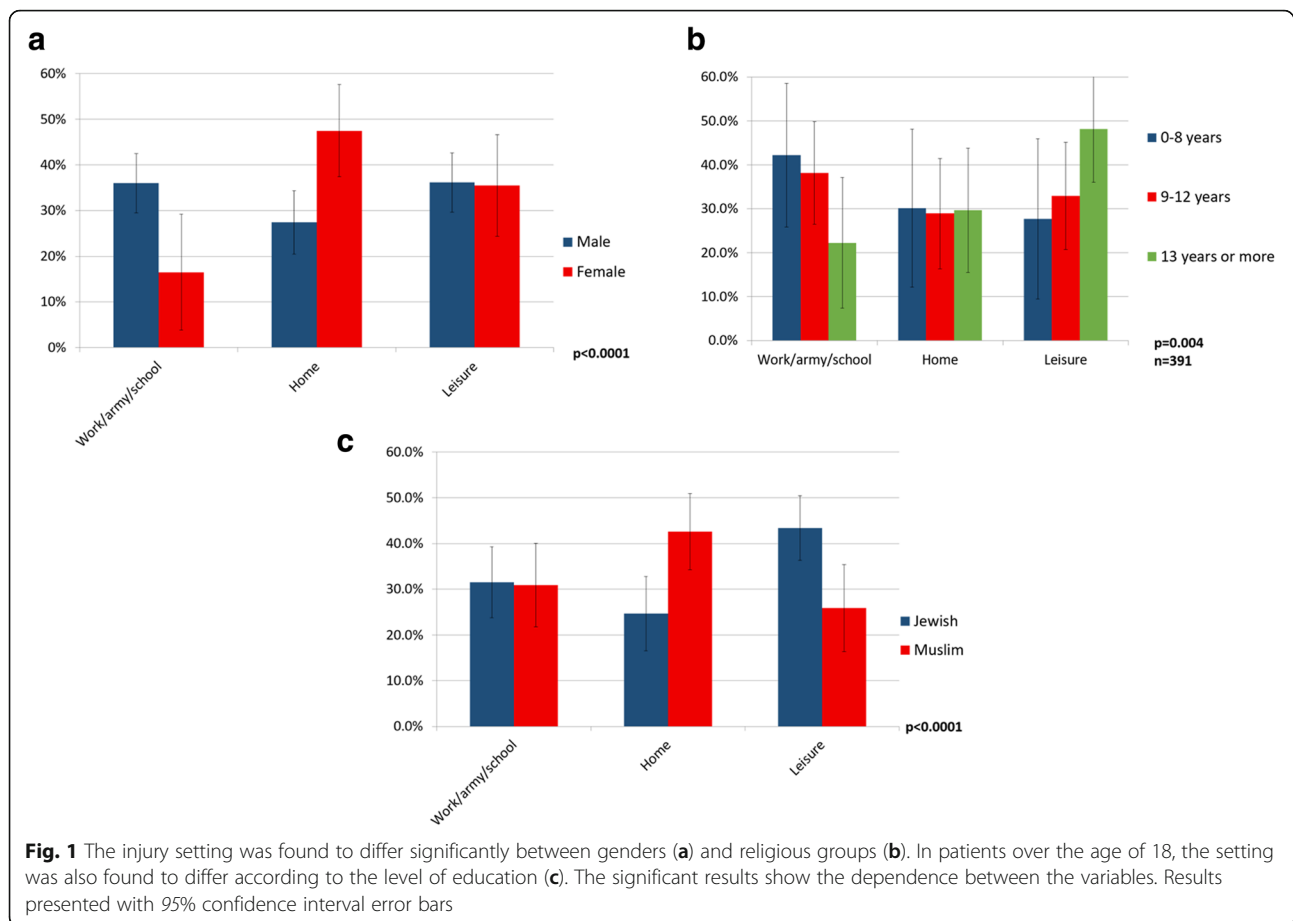 a
60%
50%
40%
30%
20%
10%
0%
Work/army/school
Home
Leisure
Male
Female
p<0.0001
b
60.0%
50.0%
40.0%
30.0%
20.0%
10.0%
0.0%
Work/army/school
Home
Leisure
0-8 years
9-12 years
13 years or more
p=0.004
n=391
c
60.0%
50.0%
40.0%
30.0%
20.0%
10.0%
0.0%
Work/army/school
Home
Leisure
Jewish
Muslim
p<0.0001
Fig. 1 The injury setting was found to differ significantly between genders (a) and religious groups (b). In patients over the age of 18, the setting
was also found to differ according to the level of education (c). The significant results show the dependence between the variables. Results
presented with 95% confidence interval error bars